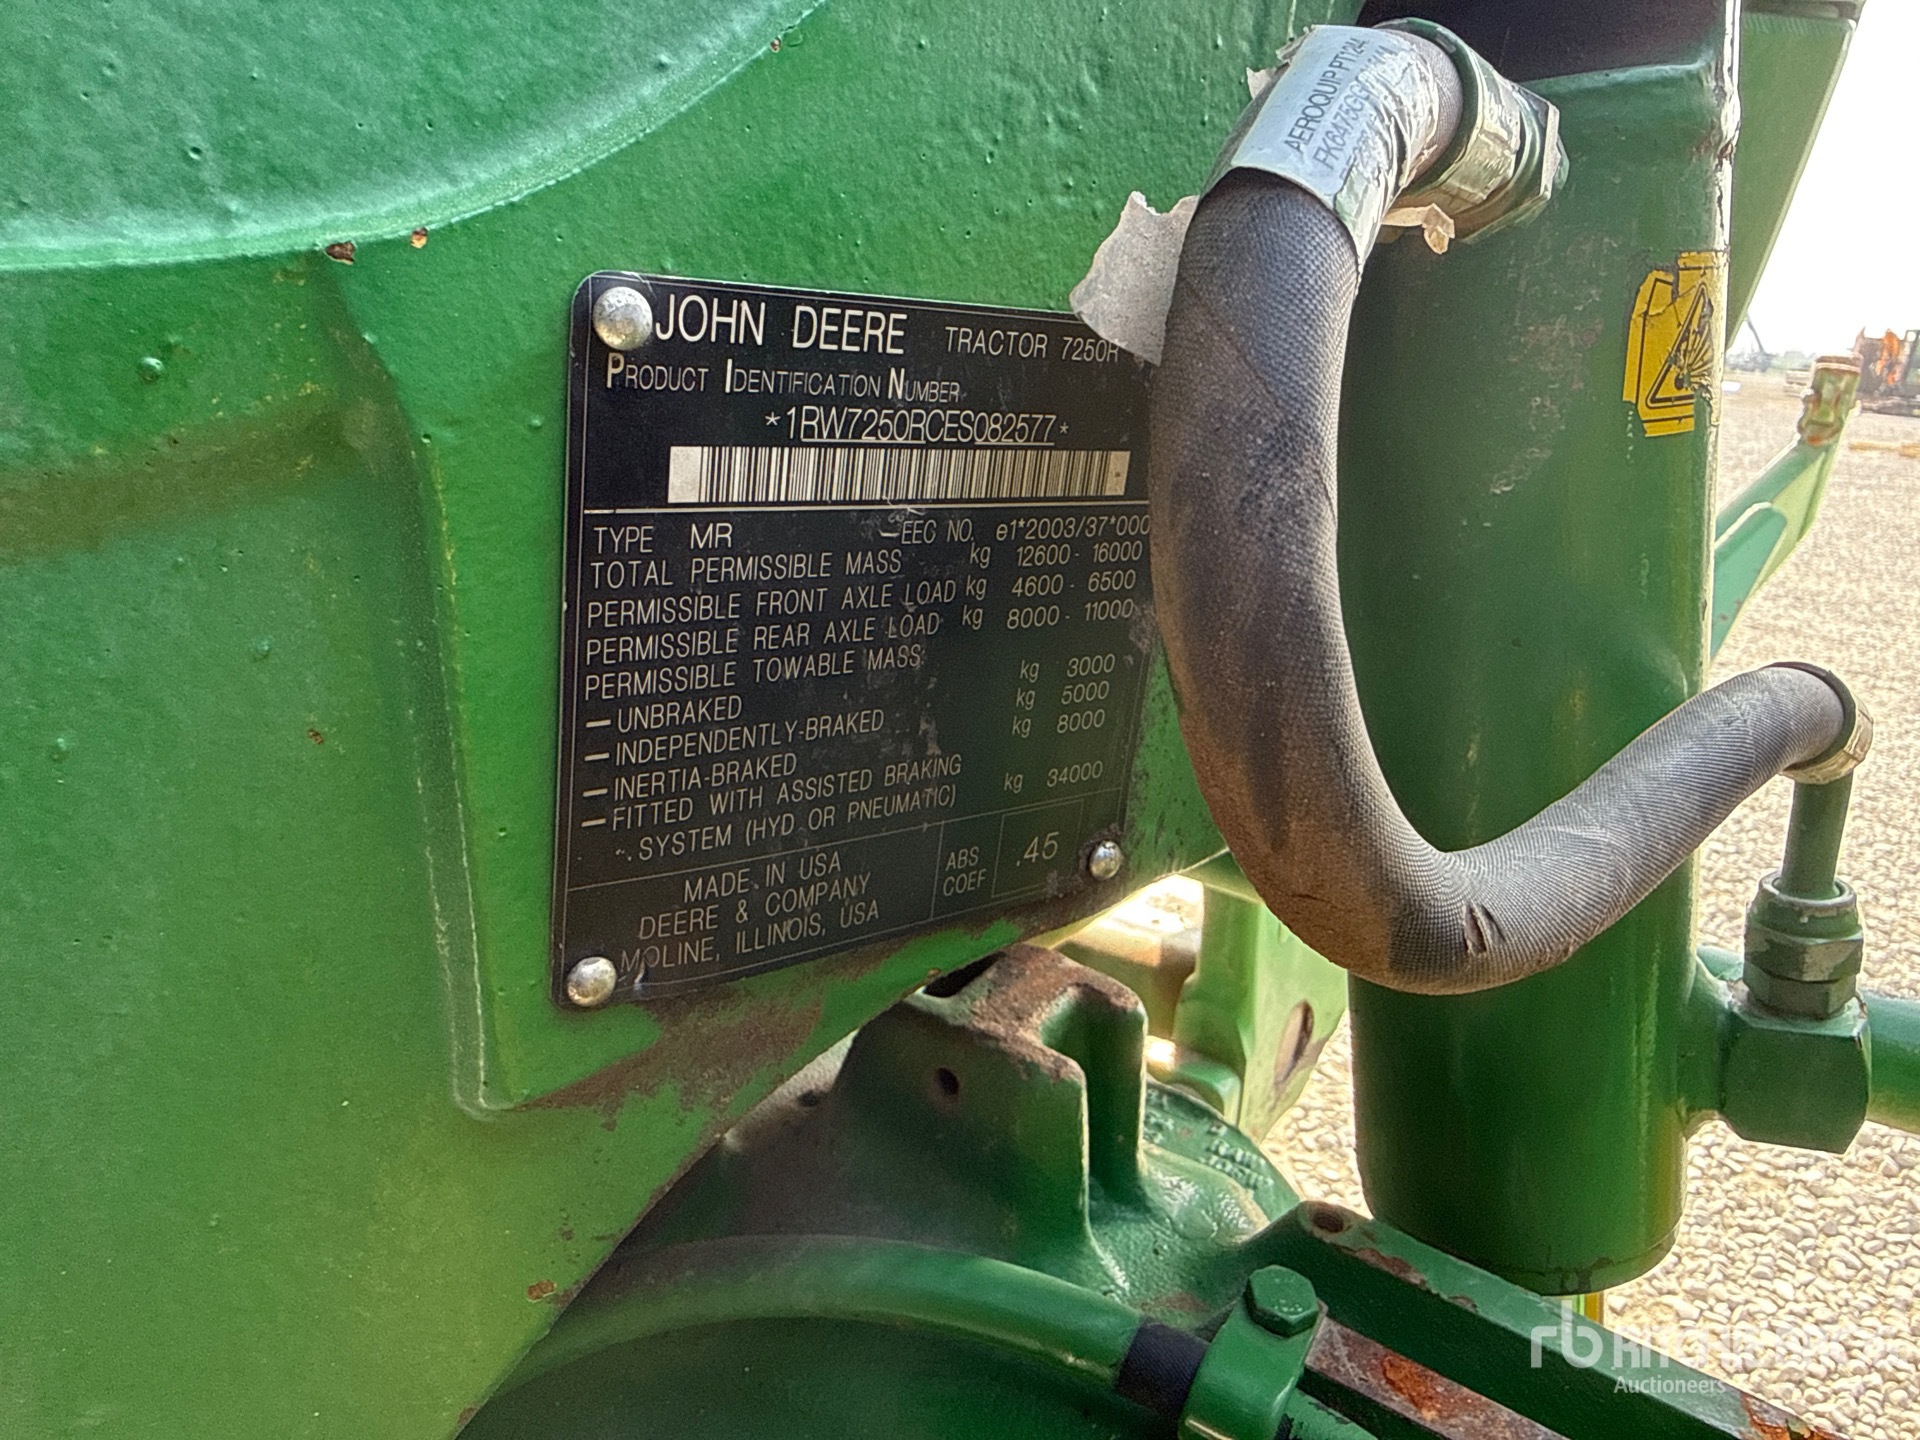 AEROQUIP PT1244
JOHN DEERE TRACTOR 7250R
PRODUCT IDENTIFICATION NUMBER
*1RW7250RCES082577*
TYPE MR EEC NO. e1*2003/37*000
TOTAL PERMISSIBLE MASS kg 12600 - 16000
PERMISSIBLE FRONT AXLE LOAD kg 4600 - 6500
PERMISSIBLE REAR AXLE LOAD kg 8000 - 11000
PERMISSIBLE TOWABLE MASS:
— UNBRAKED kg 3000
— INDEPENDENTLY-BRAKED kg 5000
— INERTIA-BRAKED kg 8000
— FITTED WITH ASSISTED BRAKING
SYSTEM (HYD OR PNEUMATIC) kg 34000
MADE IN USA
DEERE & COMPANY
MOLINE, ILLINOIS, USA
ABS
COEF
.45
rb
Auctioneers